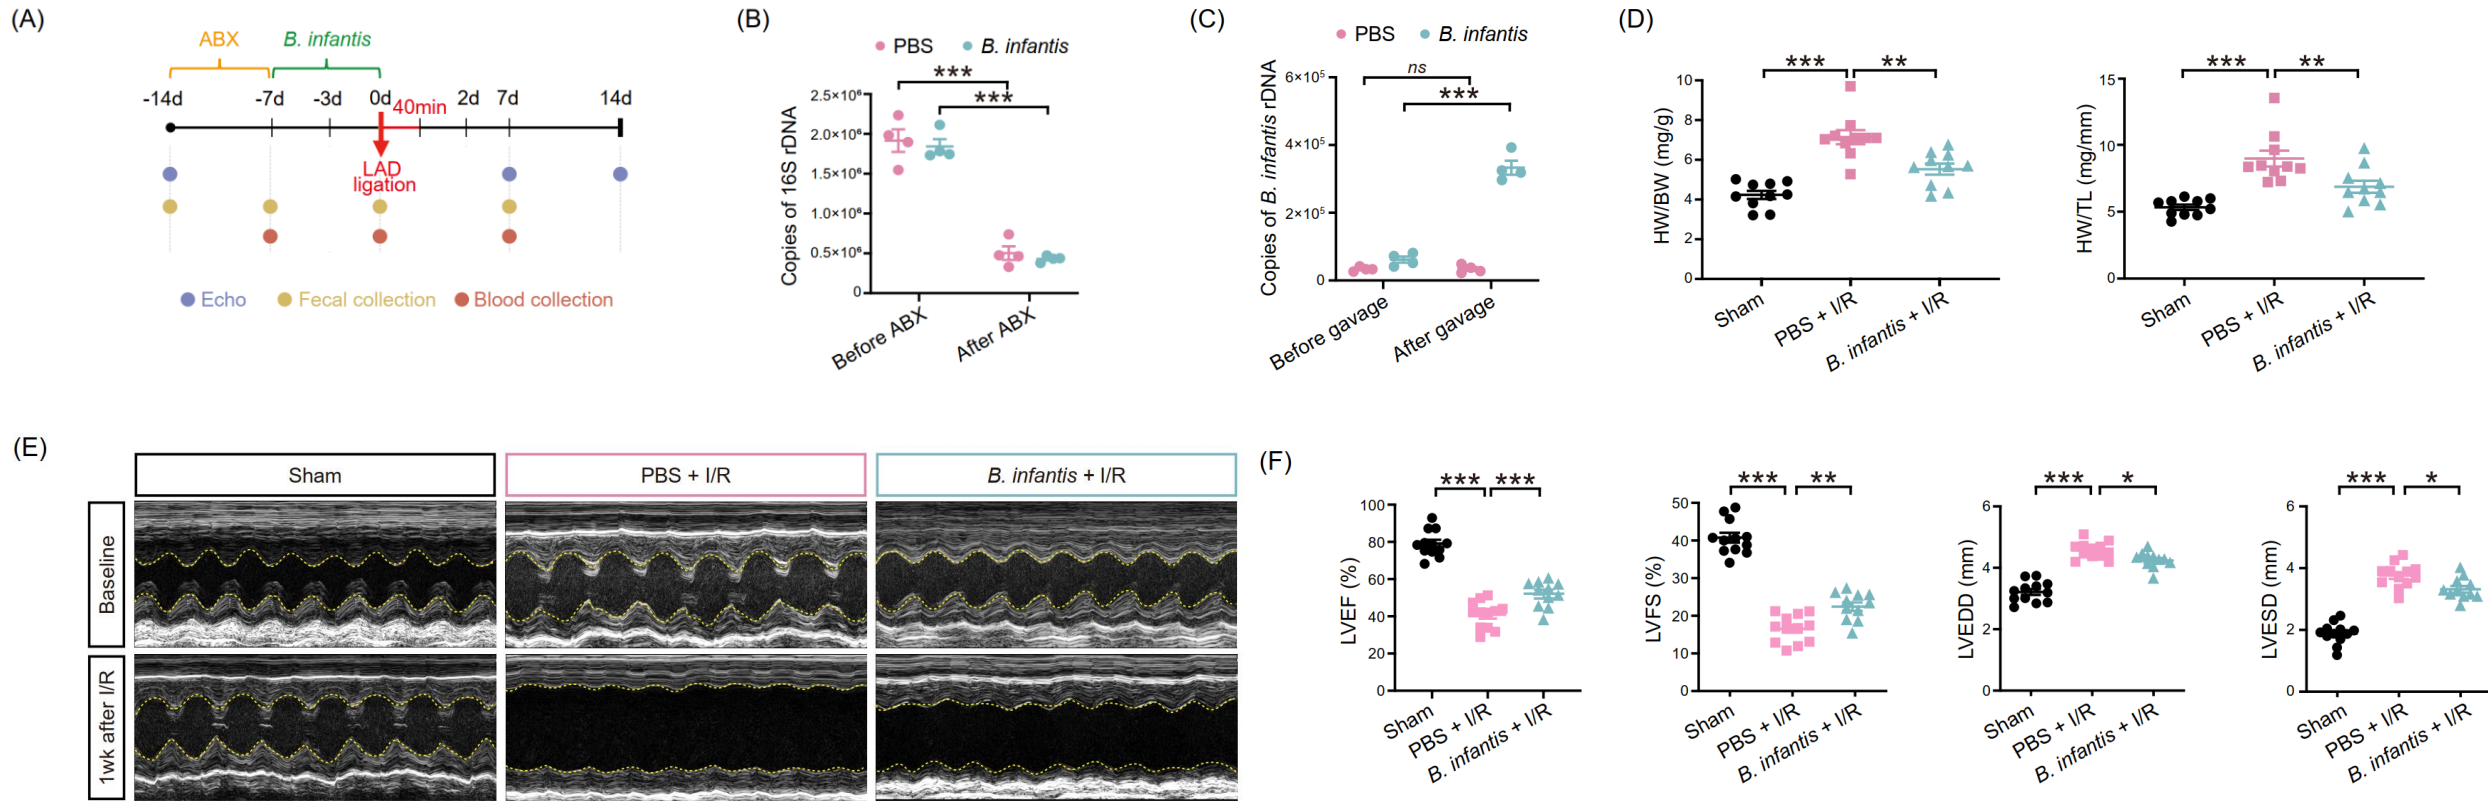 (A)
ABX B. infantis
-14d -7d -3d 0d 40min 2d 7d 14d
LAD
ligation
Echo Fecal collection Blood collection
(B)
PBS B. infantis
*** ***
Copies of 16S rDNA
2.5×10⁶
2.0×10⁶
1.5×10⁶
1.0×10⁶
0.5×10⁶
0
Before ABX After ABX
(C)
PBS B. infantis
ns
***
Copies of B. infantis rDNA
6×10⁵
4×10⁵
2×10⁵
0
Before gavage After gavage
(D)
*** **
HW/BW (mg/g)
10
8
6
4
2
0
Sham PBS + I/R B. infantis + I/R
*** **
HW/TL (mg/mm)
15
10
5
0
Sham PBS + I/R B. infantis + I/R
(E)
Sham PBS + I/R B. infantis + I/R
Baseline
1wk after I/R
(F)
*** ***
LVEF (%)
100
80
60
40
20
0
Sham PBS + I/R B. infantis + I/R
*** **
LVFS (%)
50
40
30
20
10
0
Sham PBS + I/R B. infantis + I/R
*** *
LVEDD (mm)
6
4
2
0
Sham PBS + I/R B. infantis + I/R
*** *
LVESD (mm)
6
4
2
0
Sham PBS + I/R B. infantis + I/R